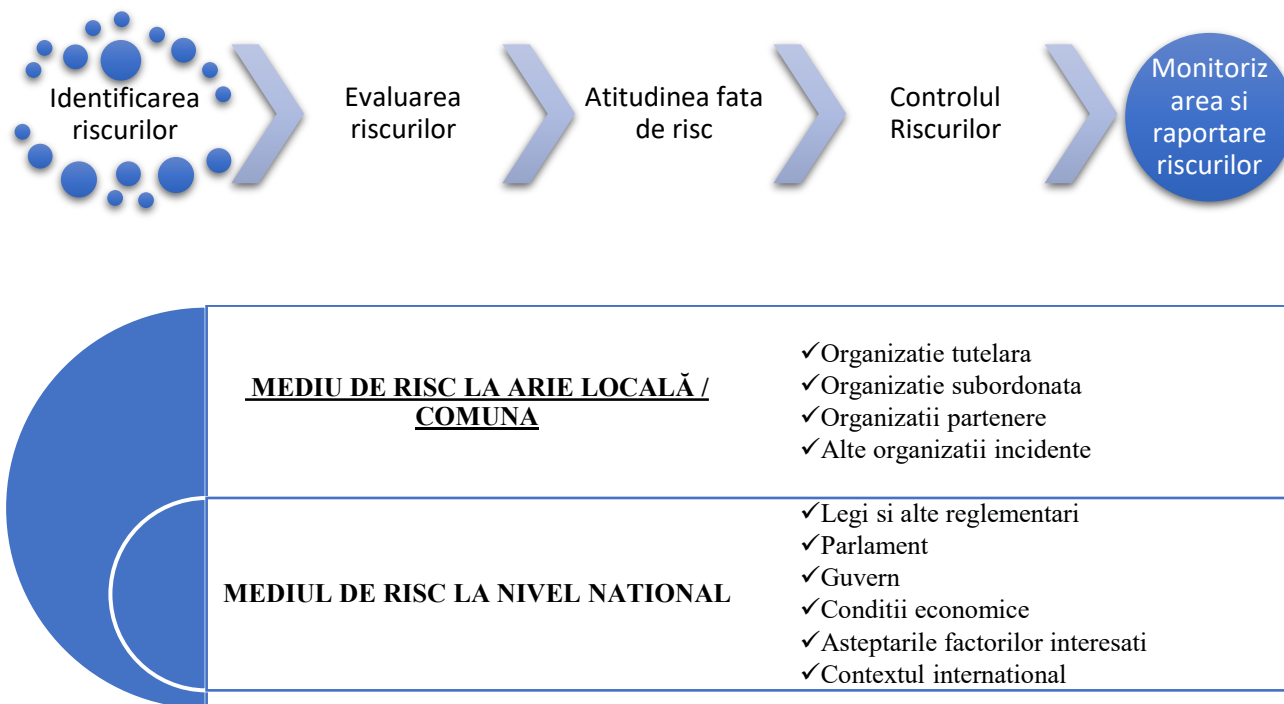 Identificarea
riscurilor
Evaluarea
riscurilor
Atitudinea fata
de risc
Controlul
Riscurilor
Monitoriz
area si
raportare
riscurilor
MEDIU DE RISC LA ARIE LOCALĂ /
COMUNA
✓Organizatie tutelara
✓Organizatie subordonata
✓Organizatii partenere
✓Alte organizatii incidente
MEDIUL DE RISC LA NIVEL NATIONAL
✓Legi si alte reglementari
✓Parlament
✓Guvern
✓Conditii economice
✓Asteptarile factorilor interesati
✓Contextul international